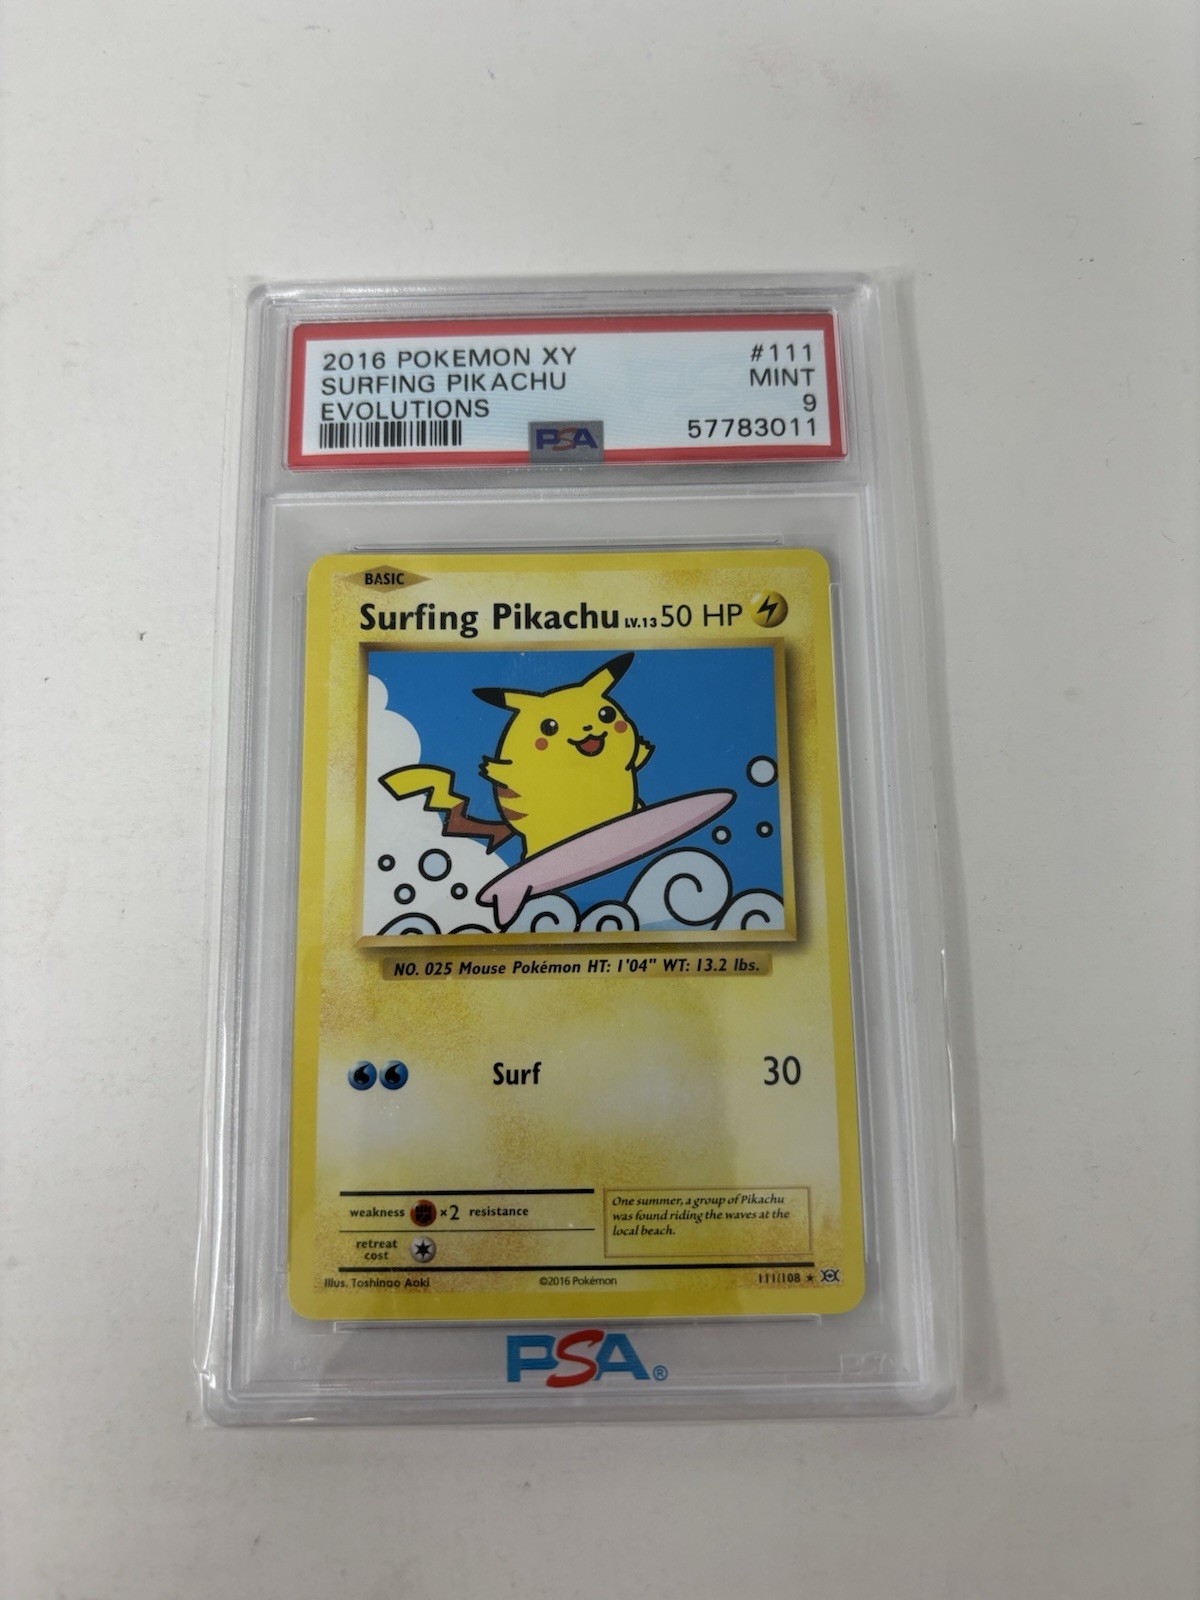 2016 POKEMON XY #111
SURFING PIKACHU MINT
EVOLUTIONS 9
PSA 57783011
BASIC
Surfing Pikachu LV.13 50 HP
NO. 025 Mouse Pokémon HT: 1'04" WT: 13.2 lbs.
Surf 30
weakness ×2 resistance
retreat
cost
One summer, a group of Pikachu
was found riding the waves at the
local beach.
Illus. Toshinao Aoki ©2016 Pokémon 111/108 ★
PSA®
PSA